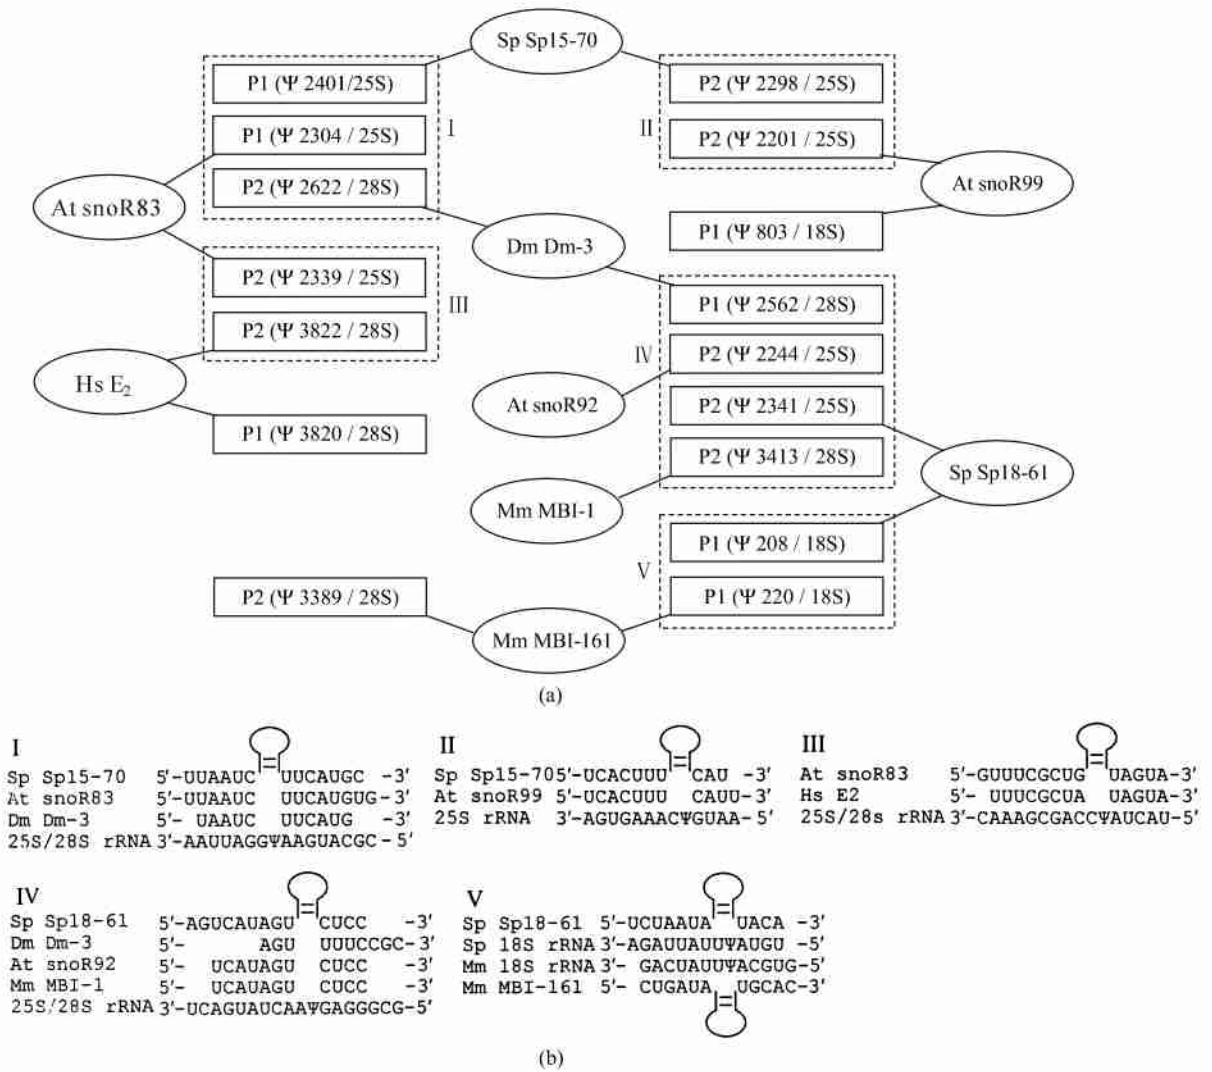 Sp Sp15-70
P1 (Ψ 2401/25S)
P2 (Ψ 2298 / 25S)
P1 (Ψ 2304 / 25S)
I
II
P2 (Ψ 2201 / 25S)
P2 (Ψ 2622 / 28S)
At snoR83
At snoR99
P1 (Ψ 803 / 18S)
Dm Dm-3
P2 (Ψ 2339 / 25S)
III
P1 (Ψ 2562 / 28S)
P2 (Ψ 3822 / 28S)
IV
P2 (Ψ 2244 / 25S)
Hs E2
At snoR92
P2 (Ψ 2341 / 25S)
P1 (Ψ 3820 / 28S)
P2 (Ψ 3413 / 28S)
Sp Sp18-61
Mm MBI-1
P1 (Ψ 208 / 18S)
V
P2 (Ψ 3389 / 28S)
P1 (Ψ 220 / 18S)
Mm MBI-161
(a)
I
Sp Sp15-70 5'-UUAAUC UUCAUGC -3'
At snoR83 5'-UUAAUC UUCAUGUG-3'
Dm Dm-3 5'- UAAUC UUCAUG -3'
25S/28S rRNA 3'-AAUUAGGΨAAGUACGC-5'
II
Sp Sp15-70 5'-UCACUUU CAU -3'
At snoR99 5'-UCACUUU CAUU-3'
25S rRNA 3'-AGUGAAACΨGUAA-5'
III
At snoR83 5'-GUUUCGCUG UAGUA-3'
Hs E2 5'- UUUCGCUA UAGUA-3'
25S/28s rRNA 3'-CAAAGCGACCΨAUCAU-5'
IV
Sp Sp18-61 5'-AGUCAUAGU CUCC -3'
Dm Dm-3 5'- AGU UUUCCGC-3'
At snoR92 5'- UCAUAGU CUCC -3'
Mm MBI-1 5'- UCAUAGU CUCC -3'
25S/28S rRNA 3'-UCAGUAUCAAΨGAGGGCG-5'
V
Sp Sp18-61 5'-UCUAAUA UACA -3'
Sp 18S rRNA 3'-AGAUUAUUΨAUGU -5'
Mm 18S rRNA 3'- GACUAUUΨACGUG-5'
Mm MBI-161 5'- CUGAUA UGCAC-3'
(b)